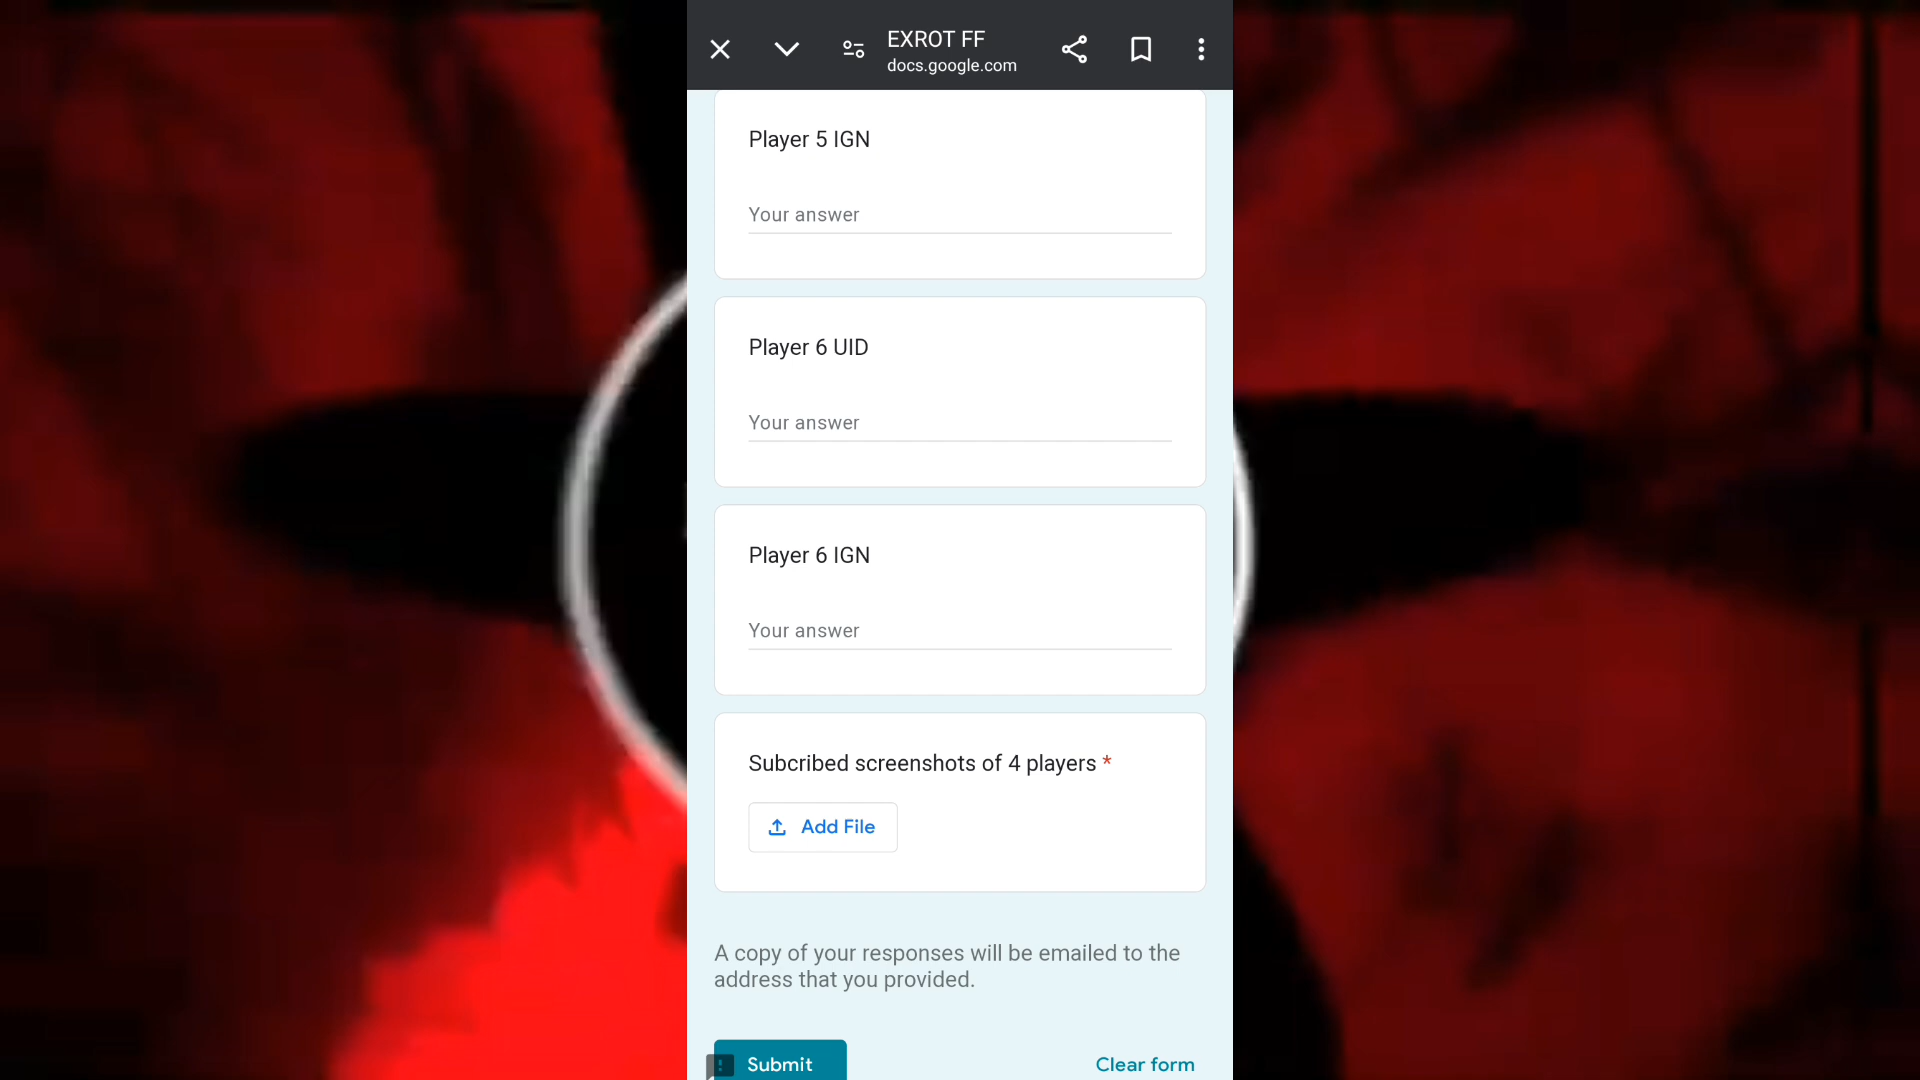 EXROT FF
docs.google.com
Player 5 IGN
Your answer
Player 6 UID
Your answer
Player 6 IGN
Your answer
Subcribed screenshots of 4 players *
Add File
A copy of your responses will be emailed to the
address that you provided.
Submit
Clear form